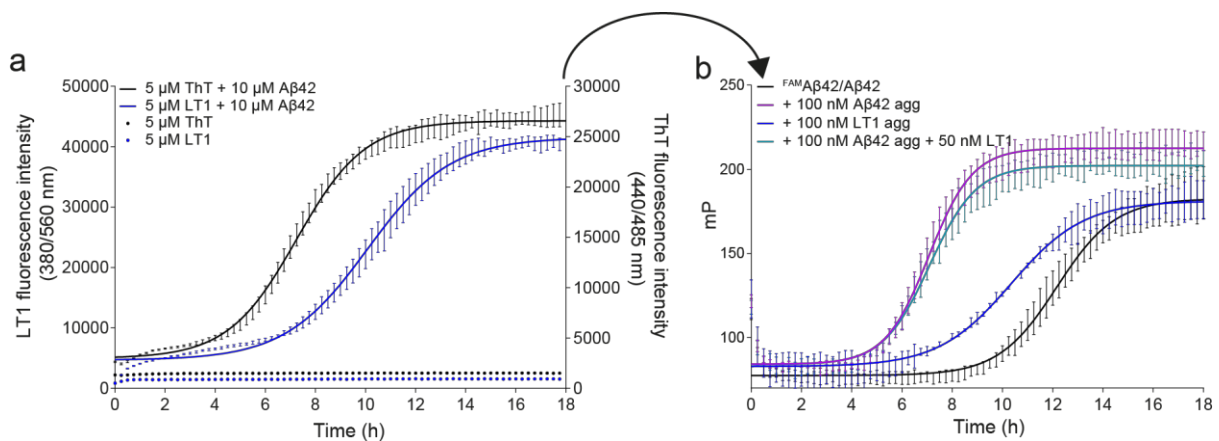 a
50000
40000
30000
20000
10000
0
LT1 fluorescence intensity
(380/560 nm)
5 µM ThT + 10 µM Aβ42
5 µM LT1 + 10 µM Aβ42
5 µM ThT
5 µM LT1
30000
25000
20000
15000
10000
5000
0
ThT fluorescence intensity
(440/485 nm)
0 2 4 6 8 10 12 14 16 18
Time (h)
b
250
200
150
100
mP
FAMAβ42/Aβ42
+ 100 nM Aβ42 agg
+ 100 nM LT1 agg
+ 100 nM Aβ42 agg + 50 nM LT1
0 2 4 6 8 10 12 14 16 18
Time (h)